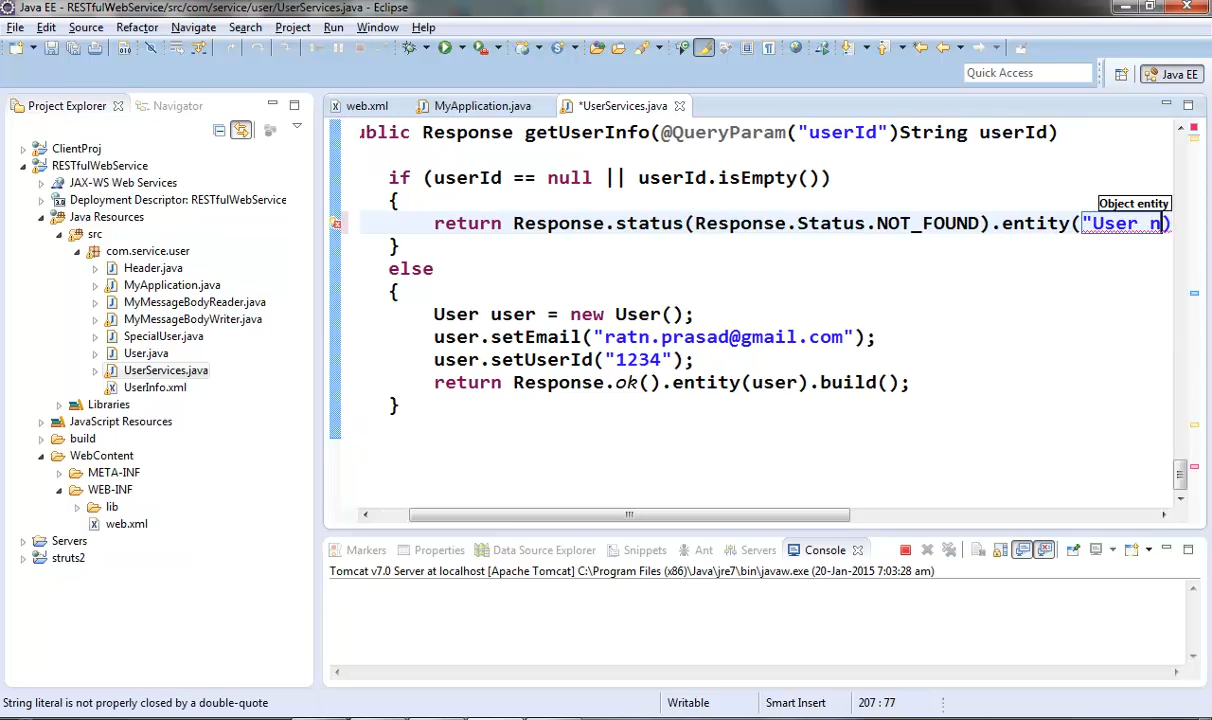 Java EE - RESTfulWebService/src/com/service/user/UserServices.java - Eclipse
File Edit Source Refactor Navigate Search Project Run Window Help
Quick Access
Java EE
Project Explorer
Navigator
web.xml
MyApplication.java
*UserServices.java
ClientProj
RESTfulWebService
JAX-WS Web Services
Deployment Descriptor: RESTfulWebService
Java Resources
src
com.service.user
Header.java
MyApplication.java
MyMessageBodyReader.java
MyMessageBodyWriter.java
SpecialUser.java
User.java
UserServices.java
UserInfo.xml
Libraries
JavaScript Resources
build
WebContent
META-INF
WEB-INF
lib
web.xml
Servers
struts2
ublic Response getUserInfo(@QueryParam("userId")String userId)
if (userId == null || userId.isEmpty())
{
Object entity
return Response.status(Response.Status.NOT_FOUND).entity("User n)
}
else
{
User user = new User();
user.setEmail("ratn.prasad@gmail.com");
user.setUserId("1234");
return Response.ok().entity(user).build();
}
Markers Properties Data Source Explorer Snippets Ant Servers Console
Tomcat v7.0 Server at localhost [Apache Tomcat] C:\Program Files (x86)\Java\jre7\bin\javaw.exe (20-Jan-2015 7:03:28 am)
String literal is not properly closed by a double-quote
Writable
Smart Insert
207 : 77